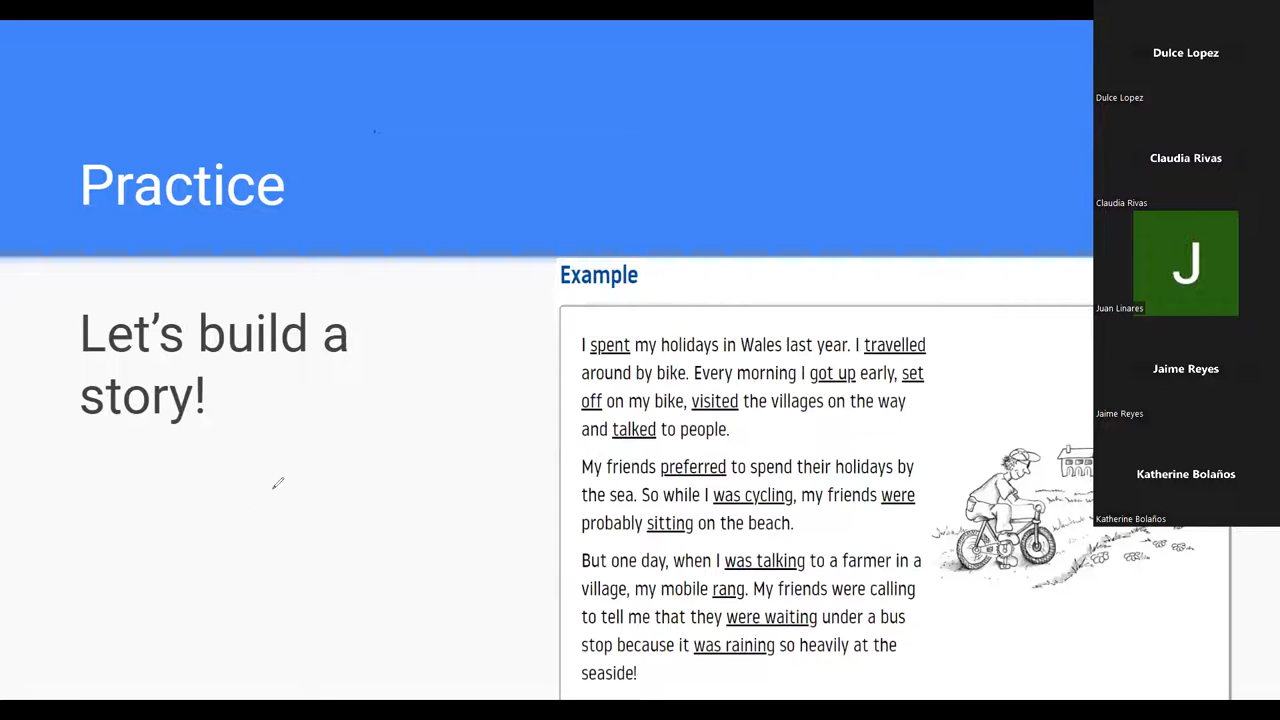 Practice
Let's build a
story!
Example
I spent my holidays in Wales last year. I travelled
around by bike. Every morning I got up early, set
off on my bike, visited the villages on the way
and talked to people.
My friends preferred to spend their holidays by
the sea. So while I was cycling, my friends were
probably sitting on the beach.
But one day, when I was talking to a farmer in a
village, my mobile rang. My friends were calling
to tell me that they were waiting under a bus
stop because it was raining so heavily at the
seaside!
Dulce Lopez
Dulce Lopez
Claudia Rivas
Claudia Rivas
J
Juan Linares
Jaime Reyes
Jaime Reyes
Katherine Bolaños
Katherine Bolaños